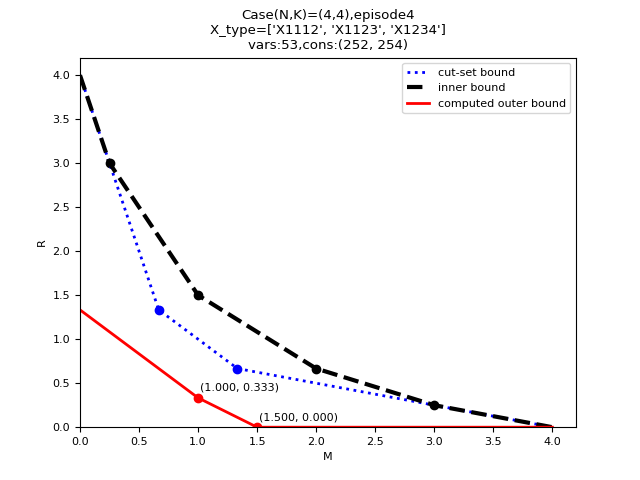 Case(N,K)=(4,4),episode4
X_type=['X1112', 'X1123', 'X1234']
vars:53,cons:(252, 254)
cut-set bound
inner bound
computed outer bound
4.0
3.5
3.0
2.5
2.0
1.5
1.0
0.5
0.0
R
(1.000, 0.333)
(1.500, 0.000)
0.0 0.5 1.0 1.5 2.0 2.5 3.0 3.5 4.0
M